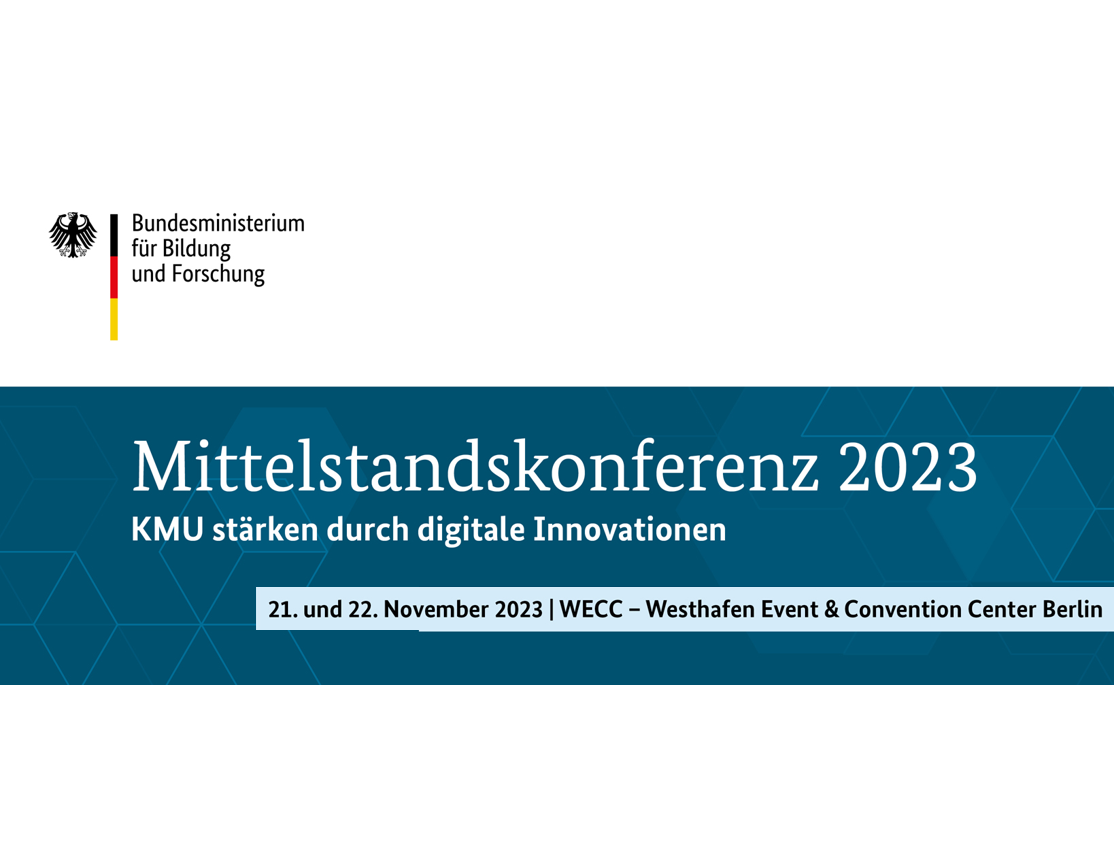 Bundesministerium
für Bildung
und Forschung
Mittelstandskonferenz 2023
KMU stärken durch digitale Innovationen
21. und 22. November 2023 | WECC – Westhafen Event & Convention Center Berlin